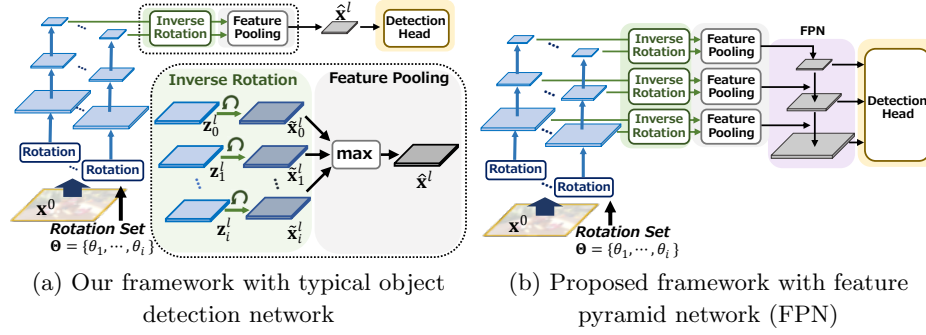 Inverse
Rotation
Feature
Pooling
x̂^l
Detection
Head
Inverse Rotation
Feature Pooling
z_0^l
x̃_0^l
z_1^l
x̃_1^l
z_i^l
x̃_i^l
max
x̂^l
Rotation
Rotation
x^0
Rotation Set
Θ = {θ_1, ⋯, θ_i}
(a) Our framework with typical object
detection network
Inverse
Rotation
Feature
Pooling
Inverse
Rotation
Feature
Pooling
Inverse
Rotation
Feature
Pooling
FPN
Detection
Head
Rotation
Rotation
x^0
Rotation Set
Θ = {θ_1, ⋯, θ_i}
(b) Proposed framework with feature
pyramid network (FPN)